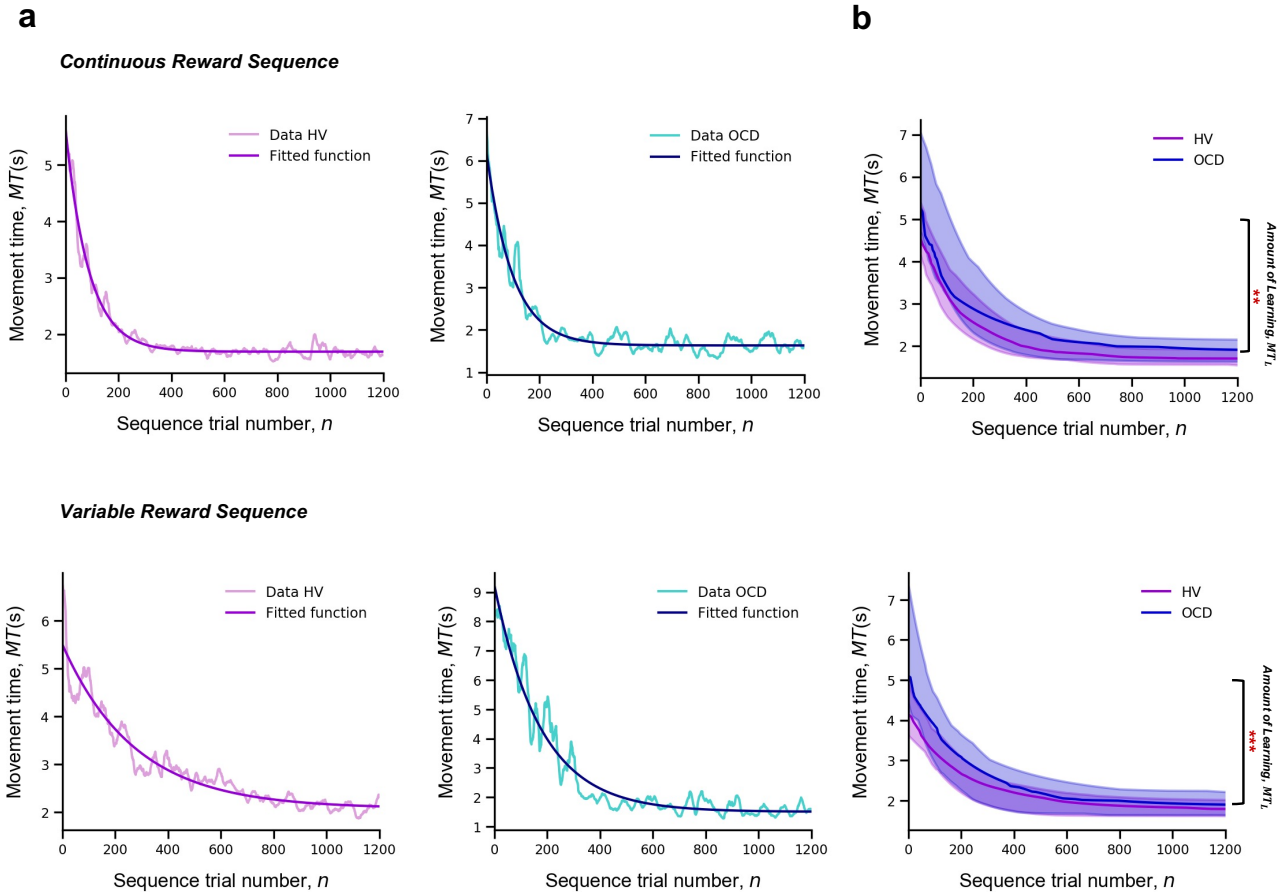 a
b
Continuous Reward Sequence
Data HV
Fitted function
Movement time, MT(s)
5
4
3
2
0 200 400 600 800 1000 1200
Sequence trial number, n
Data OCD
Fitted function
Movement time, MT(s)
7
6
5
4
3
2
1
0 200 400 600 800 1000 1200
Sequence trial number, n
HV
OCD
Movement time, MT(s)
7
6
5
4
3
2
0 200 400 600 800 1000 1200
Sequence trial number, n
Amount of Learning, MT_L
**
Variable Reward Sequence
Data HV
Fitted function
Movement time, MT(s)
6
5
4
3
2
0 200 400 600 800 1000 1200
Sequence trial number, n
Data OCD
Fitted function
Movement time, MT(s)
9
8
7
6
5
4
3
2
1
0 200 400 600 800 1000 1200
Sequence trial number, n
HV
OCD
Movement time, MT(s)
7
6
5
4
3
2
0 200 400 600 800 1000 1200
Sequence trial number, n
Amount of Learning, MT_L
***